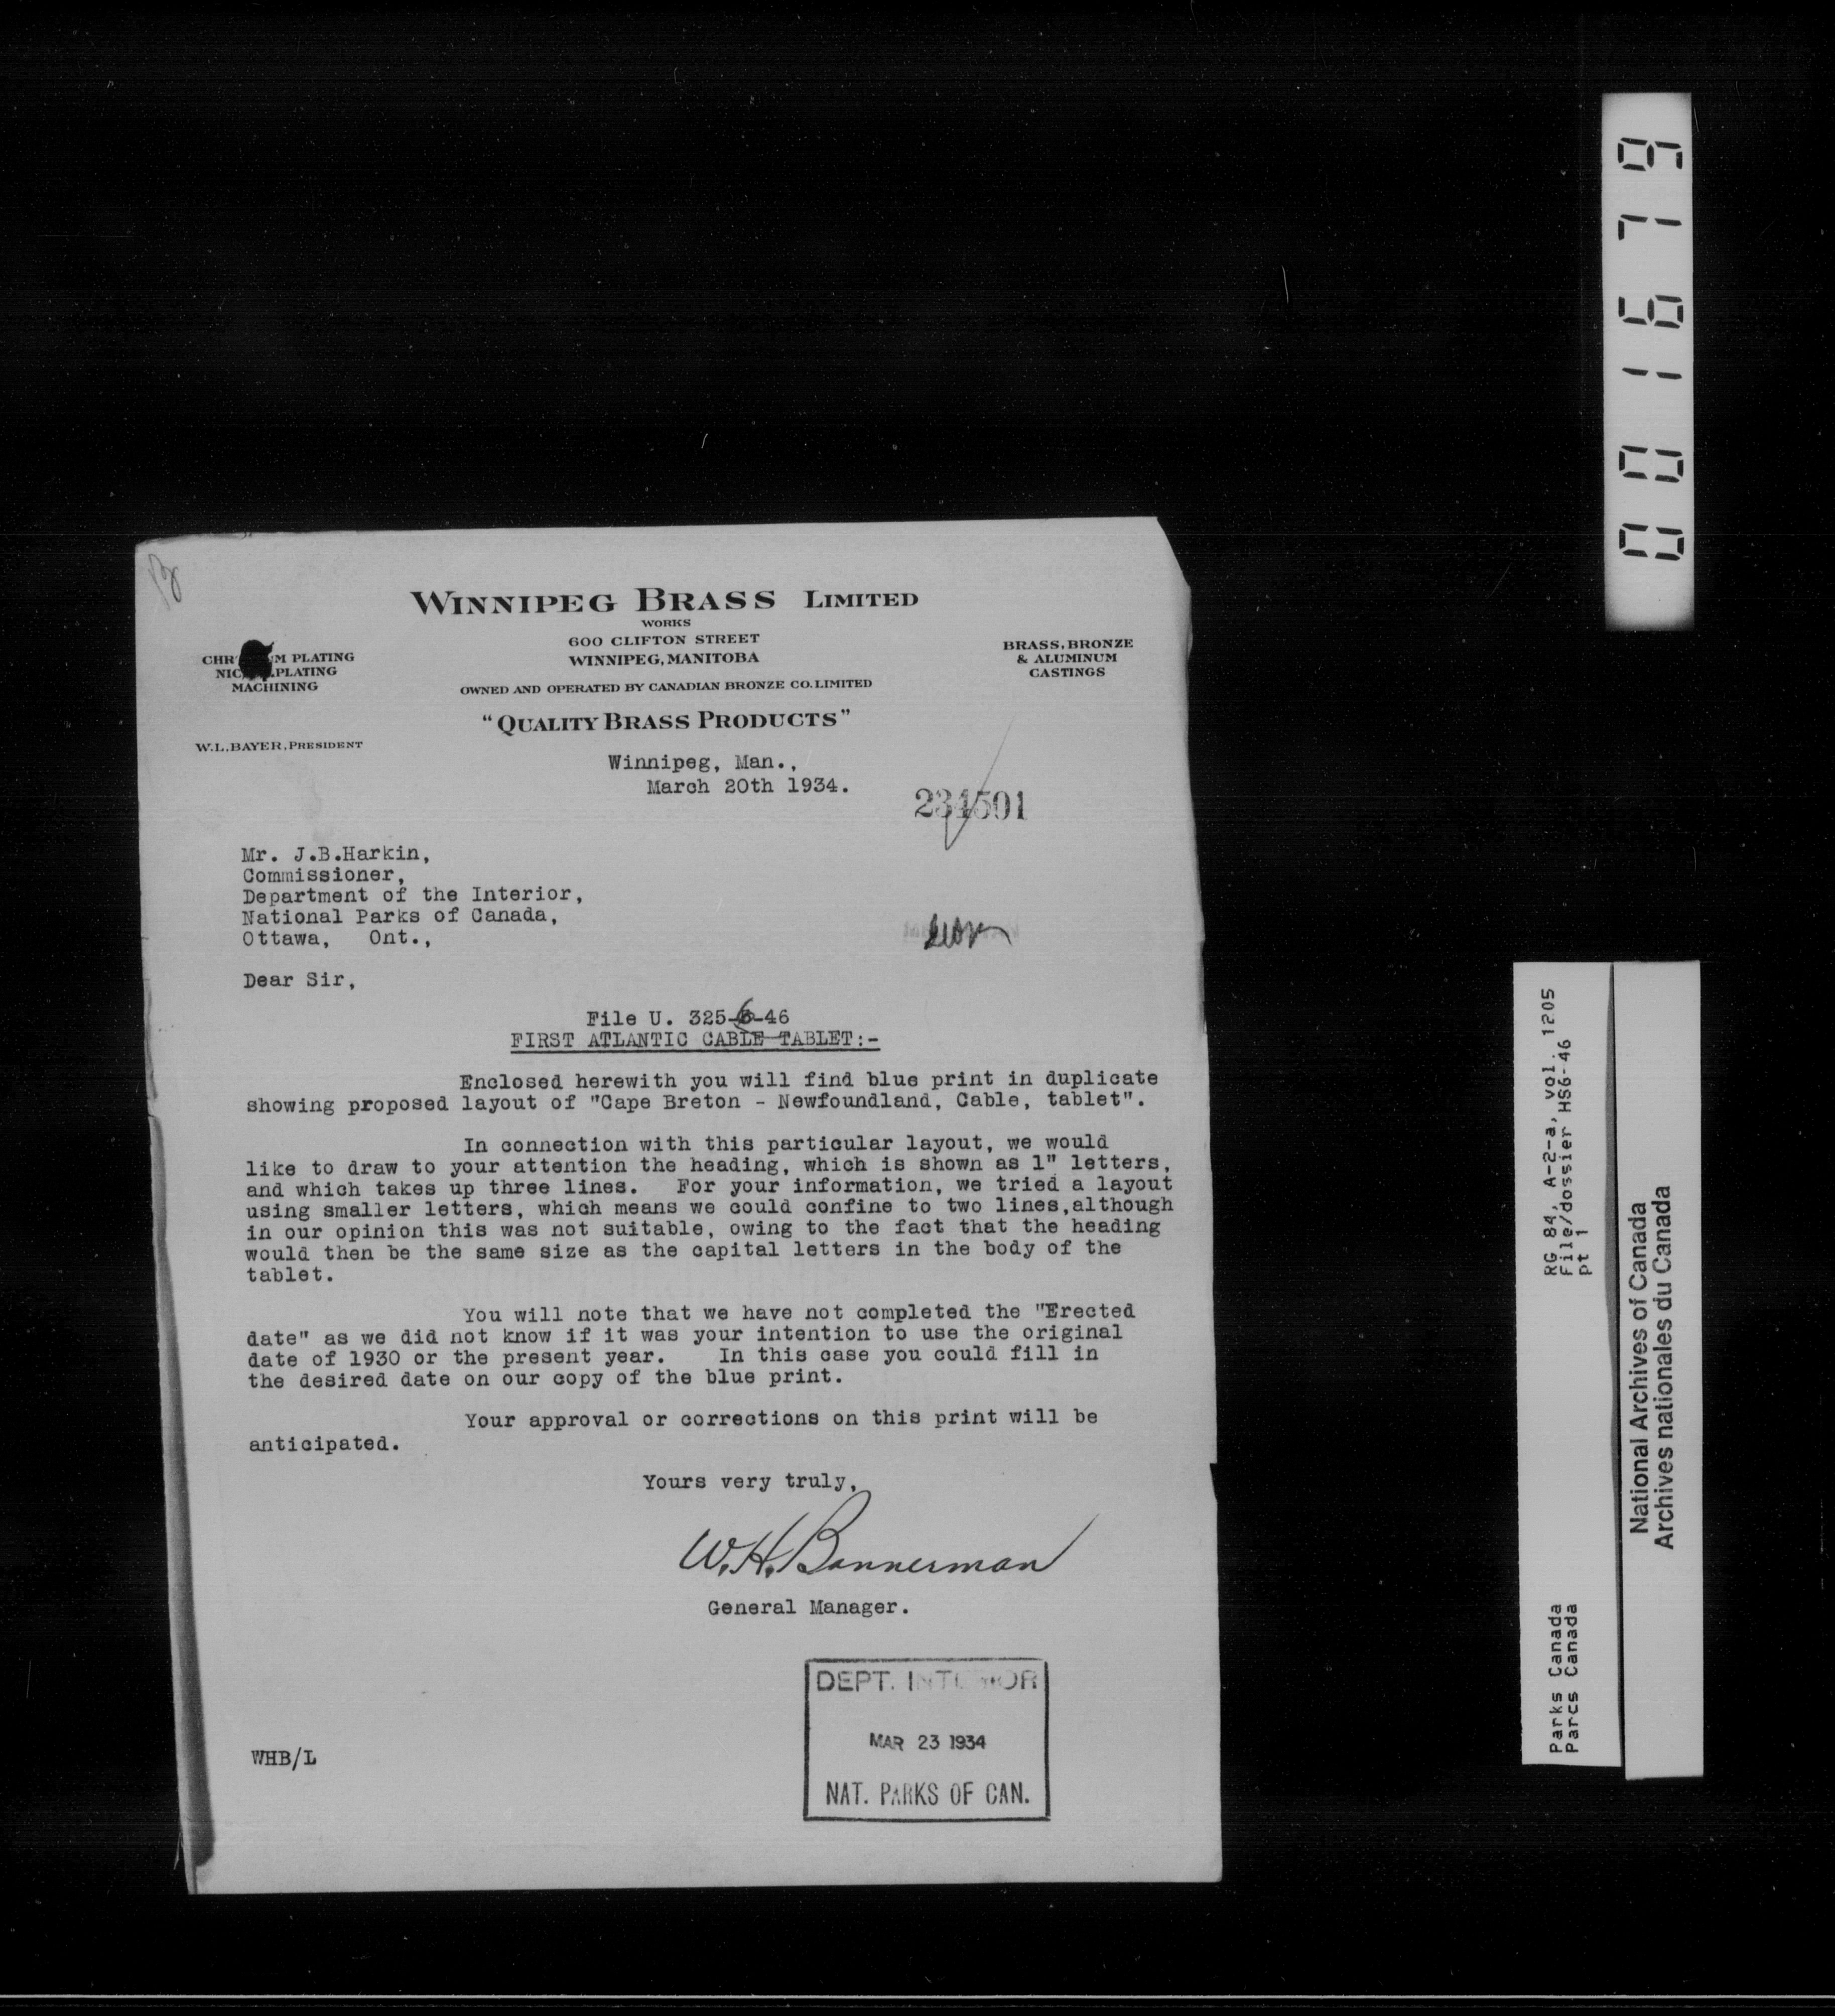 WINNIPEG BRASS LIMITED
WORKS
600 CLIFTON STREET
WINNIPEG, MANITOBA
OWNED AND OPERATED BY CANADIAN BRONZE CO. LIMITED
"QUALITY BRASS PRODUCTS"
CHR M PLATING
NIC PLATING
MACHINING
BRASS, BRONZE
& ALUMINUM
CASTINGS
W. L. BAYER, PRESIDENT
Winnipeg, Man.,
March 20th 1934.
234501
Mr. J.B.Harkin,
Commissioner,
Department of the Interior,
National Parks of Canada,
Ottawa, Ont.,
Dear Sir,
File U. 325-6-46
FIRST ATLANTIC CABLE TABLET:-
Enclosed herewith you will find blue print in duplicate
showing proposed layout of "Cape Breton - Newfoundland, Cable, tablet".
In connection with this particular layout, we would
like to draw to your attention the heading, which is shown as 1" letters,
and which takes up three lines. For your information, we tried a layout
using smaller letters, which means we could confine to two lines,although
in our opinion this was not suitable, owing to the fact that the heading
would then be the same size as the capital letters in the body of the
tablet.
You will note that we have not completed the "Erected
date" as we did not know if it was your intention to use the original
date of 1930 or the present year. In this case you could fill in
the desired date on our copy of the blue print.
Your approval or corrections on this print will be
anticipated.
Yours very truly,
W.H. Bannerman
General Manager.
DEPT. INTERIOR
MAR 23 1934
NAT. PARKS OF CAN.
WHB/L
001679
RG 84, A-2-a, vol. 1205
File/dossier HS6-46
pt 1
Parks Canada
Parcs Canada
National Archives of Canada
Archives nationales du Canada